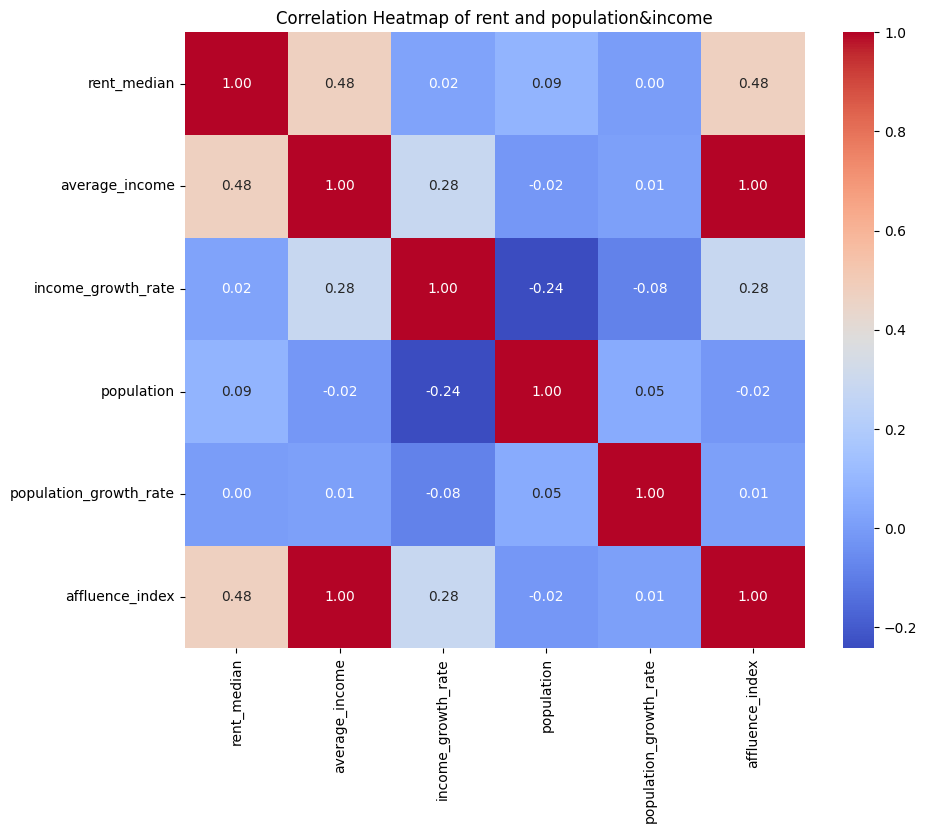 Correlation Heatmap of rent and population&income
rent_median 1.00 0.48 0.02 0.09 0.00 0.48
average_income 0.48 1.00 0.28 -0.02 0.01 1.00
income_growth_rate 0.02 0.28 1.00 -0.24 -0.08 0.28
population 0.09 -0.02 -0.24 1.00 0.05 -0.02
population_growth_rate 0.00 0.01 -0.08 0.05 1.00 0.01
affluence_index 0.48 1.00 0.28 -0.02 0.01 1.00
rent_median
average_income
income_growth_rate
population
population_growth_rate
affluence_index
1.0
0.8
0.6
0.4
0.2
0.0
−0.2